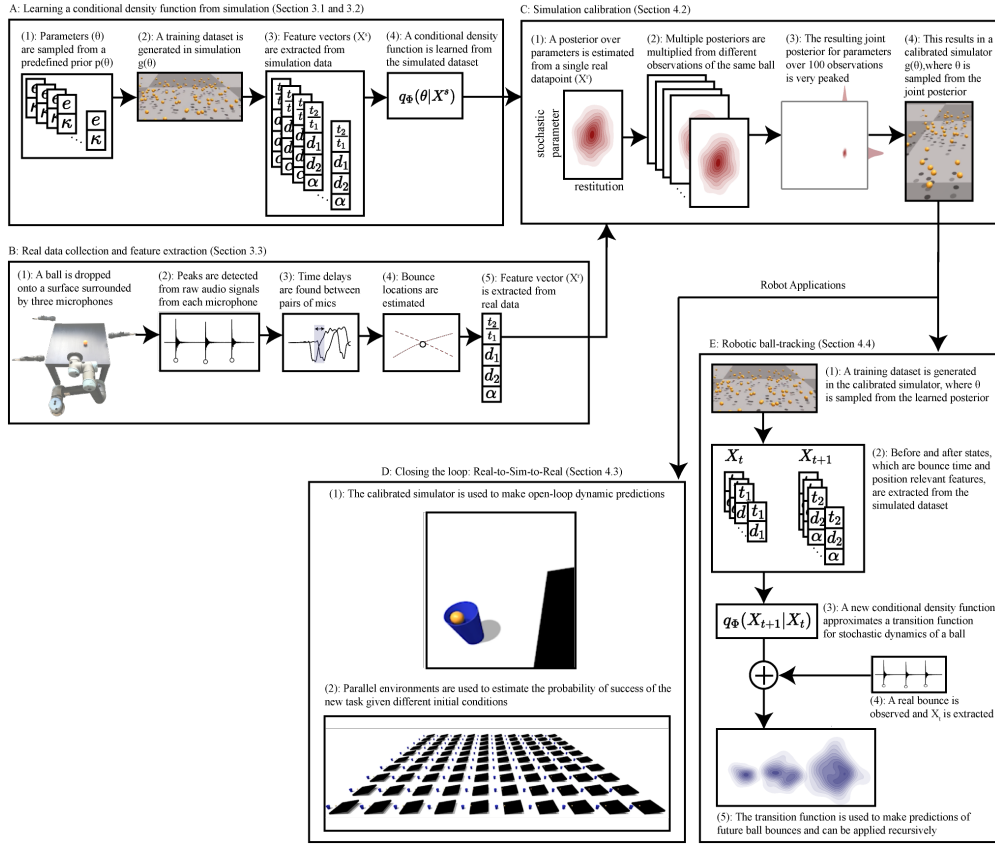 A: Learning a conditional density function from simulation (Section 3.1 and 3.2)
(1): Parameters (θ)
are sampled from a
predefined prior p(θ)
(2): A training dataset is
generated in simulation
g(θ)
(3): Feature vectors (Xˢ)
are extracted from
simulation data
(4): A conditional density
function is learned from
the simulated dataset
e
κ
e
κ
t₂/t₁
d₁
d₂
α
t₂/t₁
d₁
d₂
α
q_Φ(θ|Xˢ)
C: Simulation calibration (Section 4.2)
(1): A posterior over
parameters is estimated
from a single real
datapoint (Xʳ)
(2): Multiple posteriors are
multiplied from different
observations of the same ball
(3): The resulting joint
posterior for parameters
over 100 observations
is very peaked
(4): This results in a
calibrated simulator
g(θ),where θ is
sampled from the
joint posterior
stochastic
parameter
restitution
B: Real data collection and feature extraction (Section 3.3)
(1): A ball is dropped
onto a surface surrounded
by three microphones
(2): Peaks are detected
from raw audio signals
from each microphone
(3): Time delays
are found between
pairs of mics
(4): Bounce
locations are
estimated
(5): Feature vector (Xʳ)
is extracted from
real data
t₂/t₁
d₁
d₂
α
Robot Applications
D: Closing the loop: Real-to-Sim-to-Real (Section 4.3)
(1): The calibrated simulator is used to make open-loop dynamic predictions
(2): Parallel environments are used to estimate the probability of success of the
new task given different initial conditions
E: Robotic ball-tracking (Section 4.4)
(1): A training dataset is generated
in the calibrated simulator, where θ
is sampled from the learned posterior
X_t
X_{t+1}
t₁
d
t₁
d₁
t₂
d₂
α
t₂
d₂
α
(2): Before and after states,
which are bounce time and
position relevant features,
are extracted from the
simulated dataset
q_Φ(X_{t+1}|X_t)
(3): A new conditional density function
approximates a transition function
for stochastic dynamics of a ball
(4): A real bounce is
observed and X_t is extracted
(5): The transition function is used to make predictions of
future ball bounces and can be applied recursively